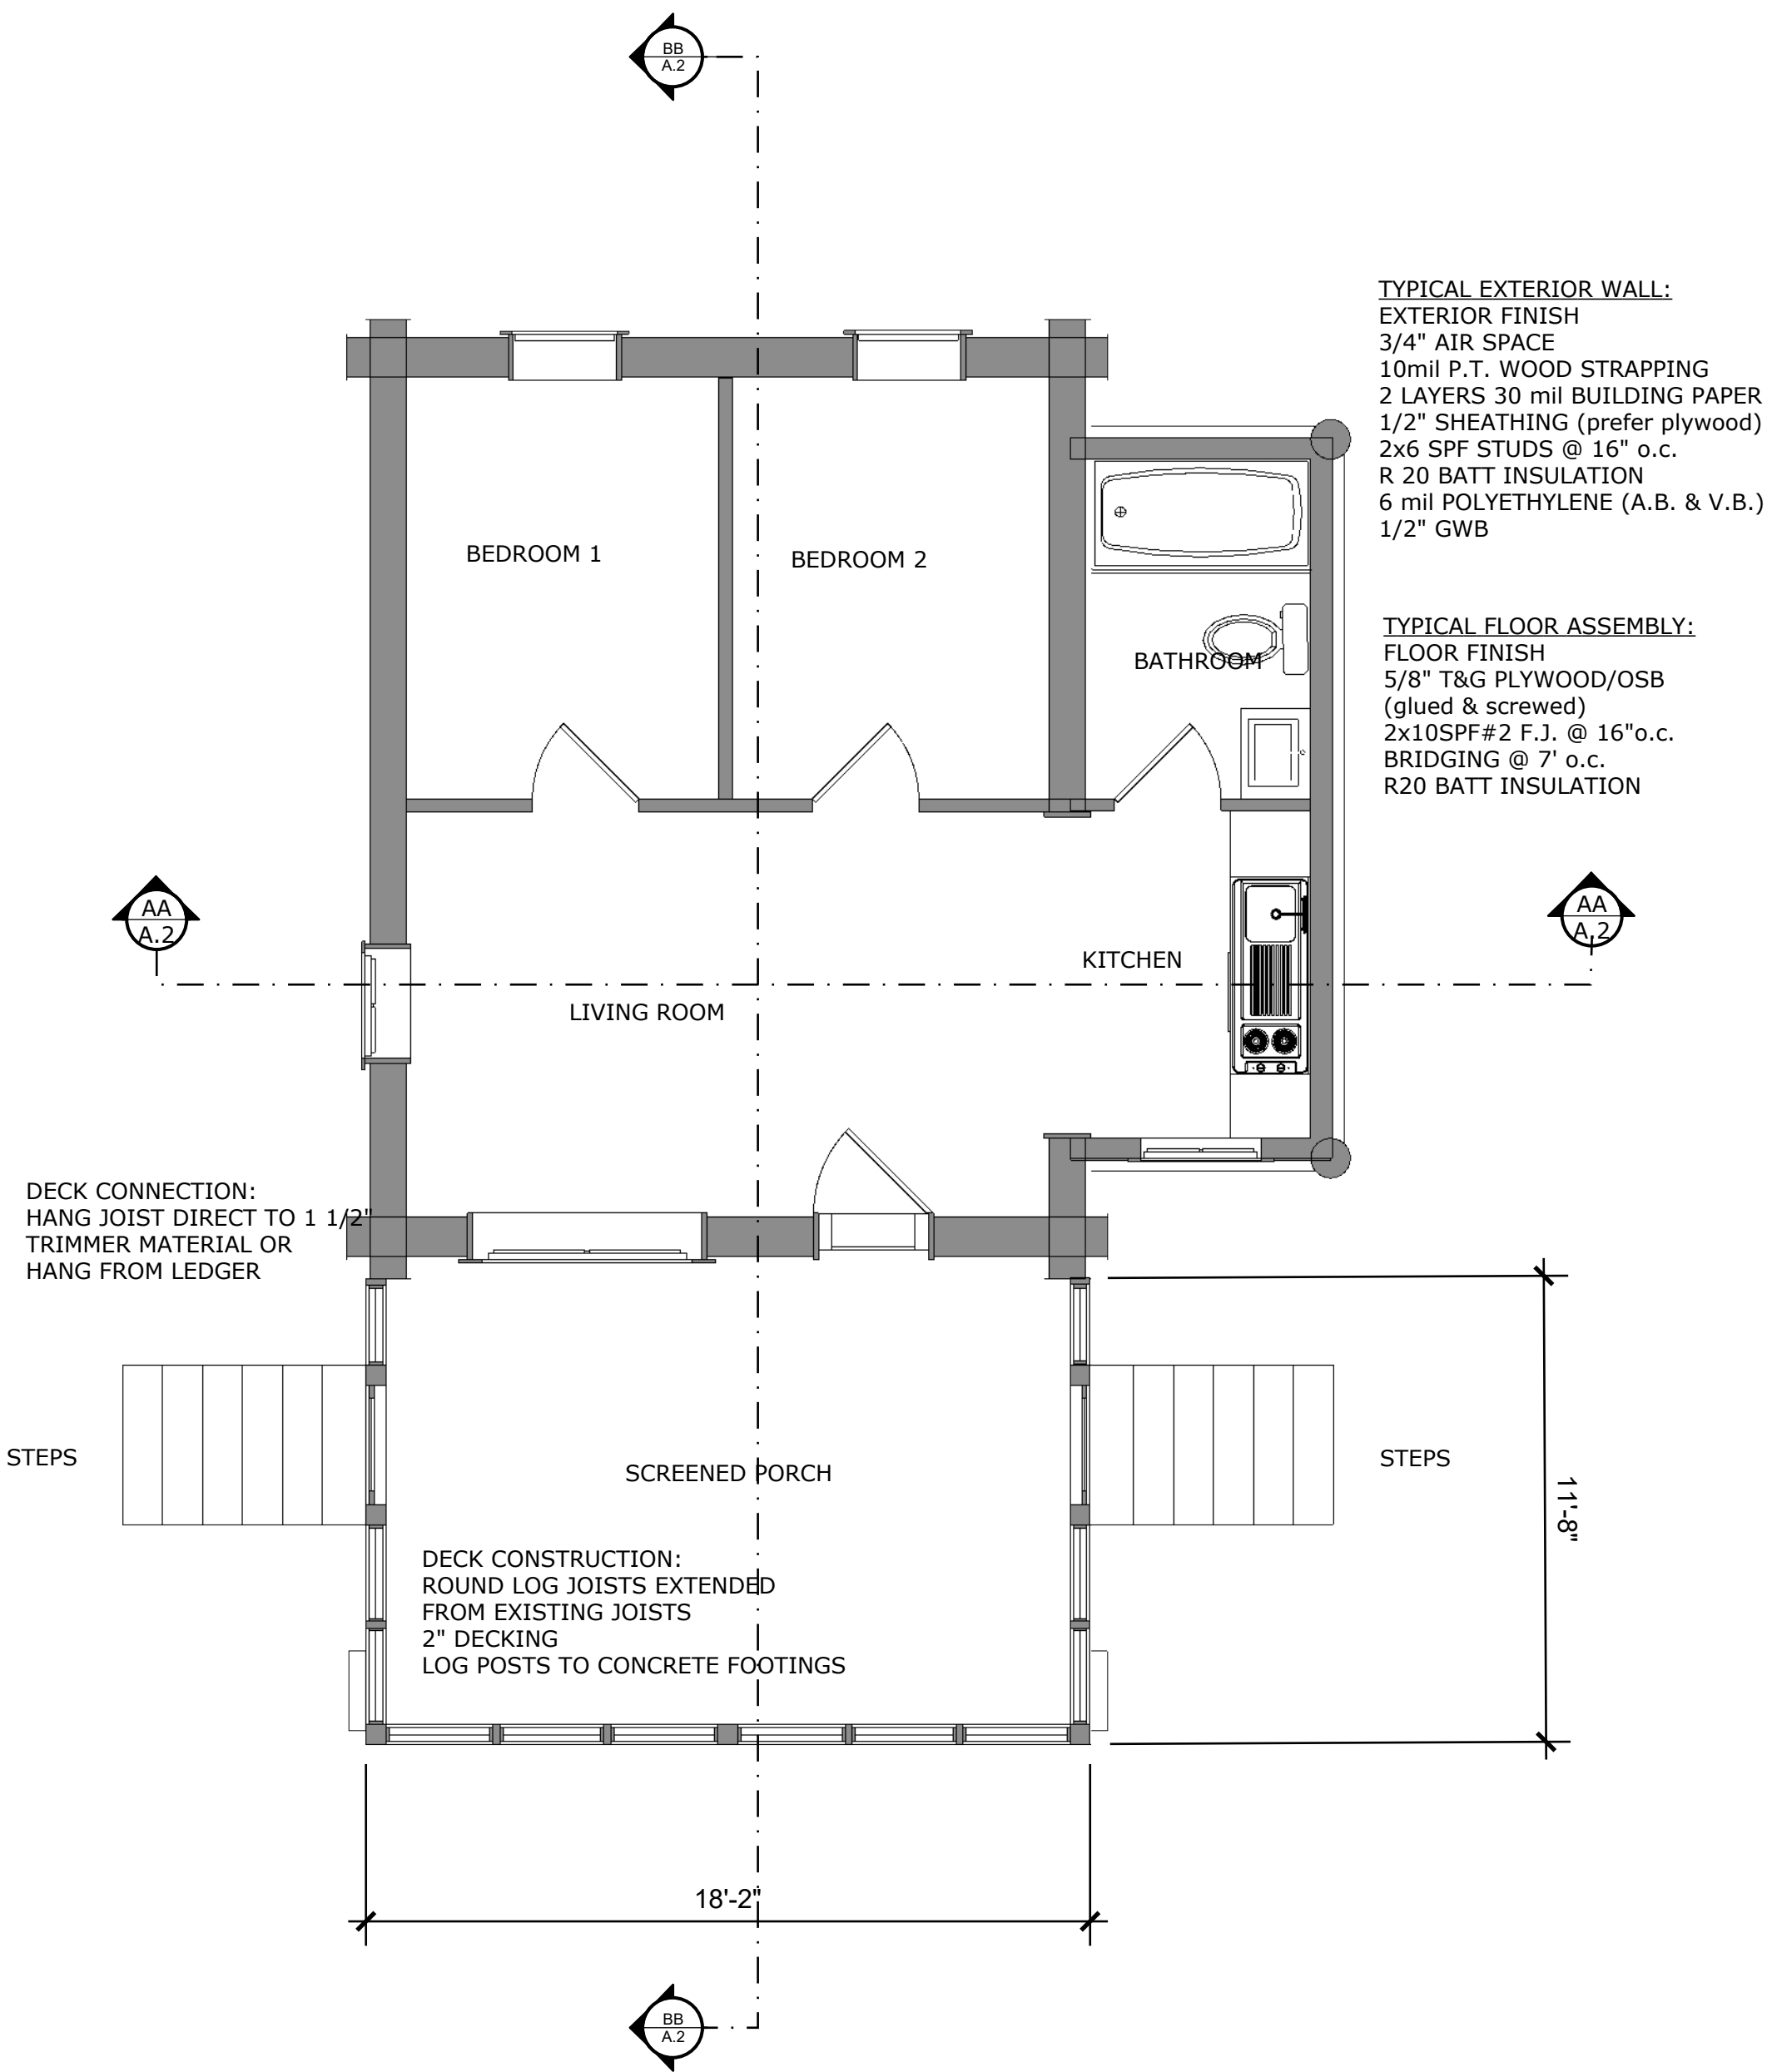 BB
A.2
TYPICAL EXTERIOR WALL:
EXTERIOR FINISH
3/4" AIR SPACE
10mil P.T. WOOD STRAPPING
2 LAYERS 30 mil BUILDING PAPER
1/2" SHEATHING (prefer plywood)
2x6 SPF STUDS @ 16" o.c.
R 20 BATT INSULATION
6 mil POLYETHYLENE (A.B. & V.B.)
1/2" GWB
BEDROOM 1
BEDROOM 2
BATHROOM
TYPICAL FLOOR ASSEMBLY:
FLOOR FINISH
5/8" T&G PLYWOOD/OSB
(glued & screwed)
2x10SPF#2 F.J. @ 16"o.c.
BRIDGING @ 7' o.c.
R20 BATT INSULATION
AA
A.2
AA
A.2
KITCHEN
LIVING ROOM
DECK CONNECTION:
HANG JOIST DIRECT TO 1 1/2"
TRIMMER MATERIAL OR
HANG FROM LEDGER
STEPS
SCREENED PORCH
STEPS
11'-8"
DECK CONSTRUCTION:
ROUND LOG JOISTS EXTENDED
FROM EXISTING JOISTS
2" DECKING
LOG POSTS TO CONCRETE FOOTINGS
18'-2"
BB
A.2